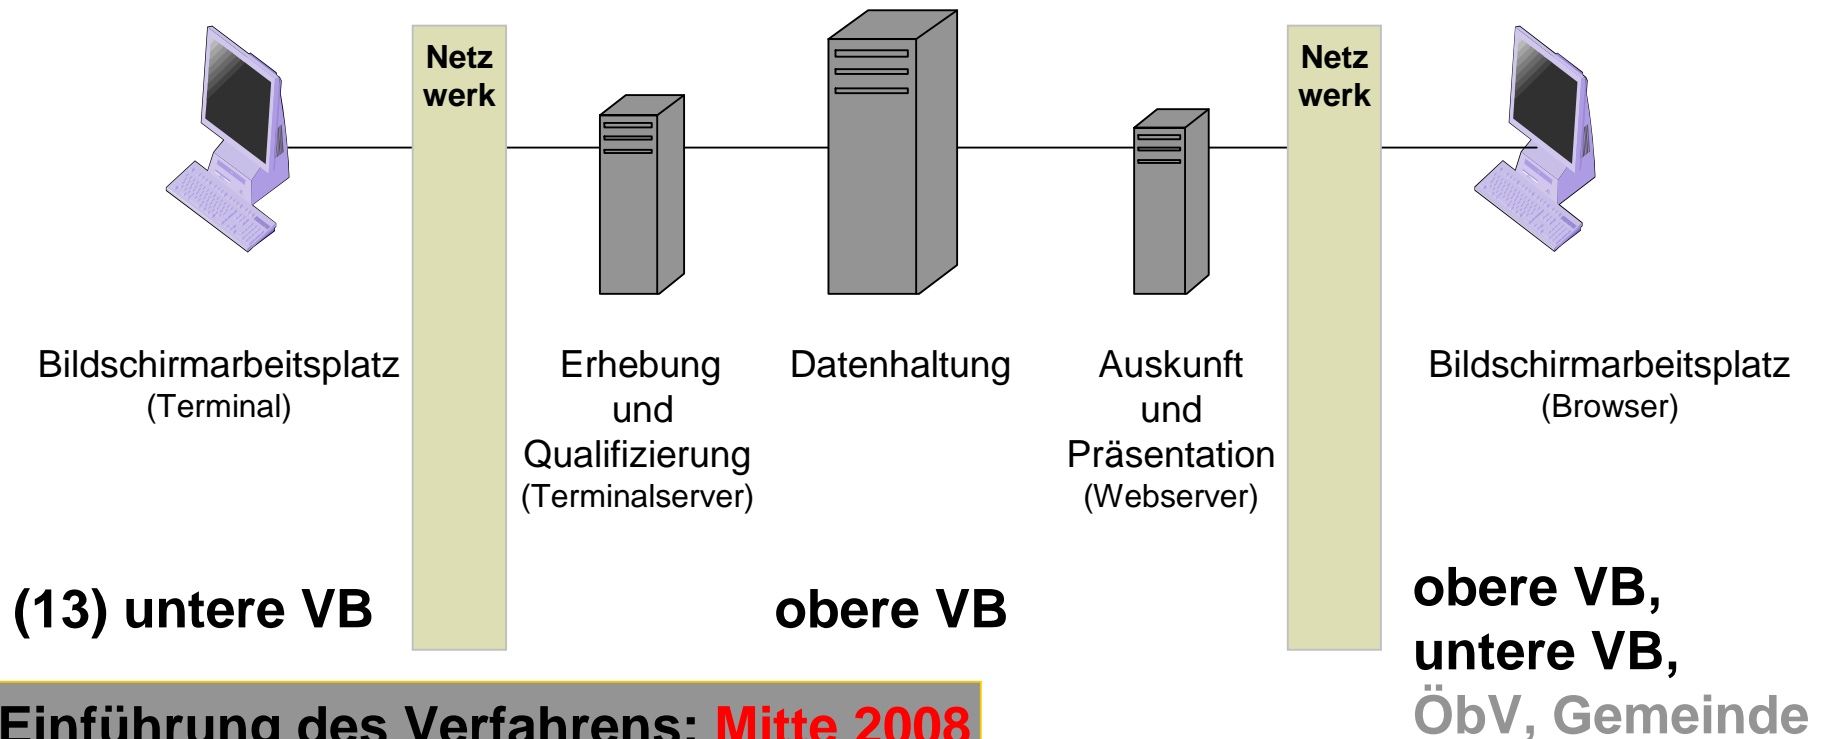 Netz
werk
Netz
werk
Bildschirmarbeitsplatz
(Terminal)
Erhebung
und
Qualifizierung
(Terminalserver)
Datenhaltung
Auskunft
und
Präsentation
(Webserver)
Bildschirmarbeitsplatz
(Browser)
(13) untere VB
obere VB
obere VB,
untere VB,
ÖbV, Gemeinde
Einführung des Verfahrens: Mitte 2008